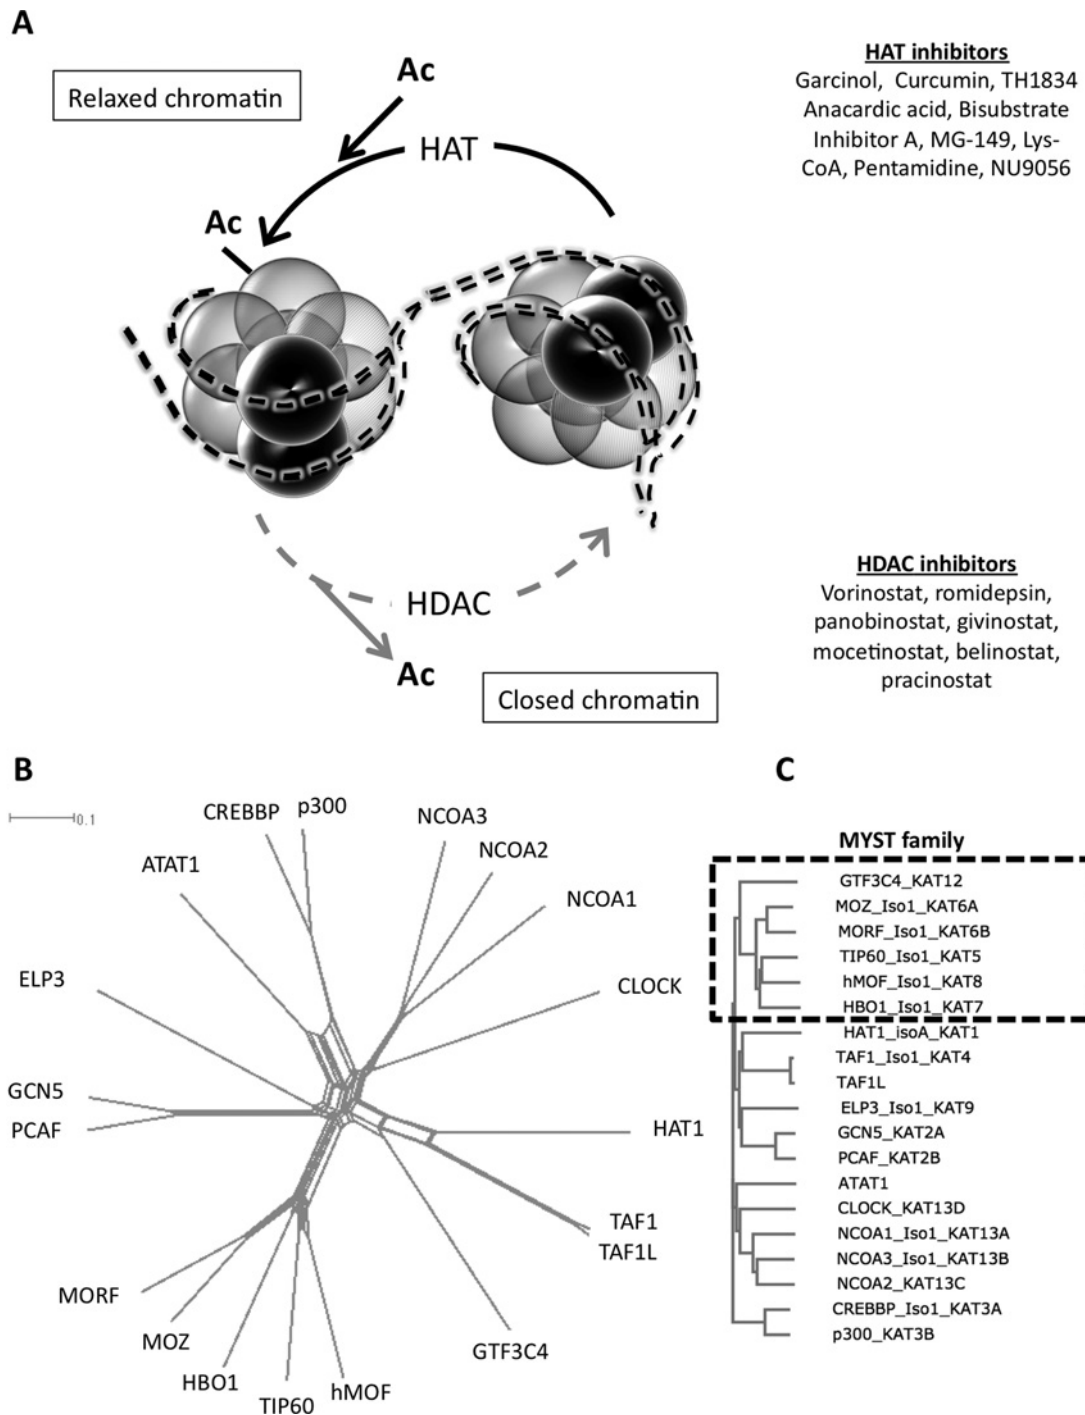 A
Ac
Relaxed chromatin
HAT
Ac
HAT inhibitors
Garcinol, Curcumin, TH1834
Anacardic acid, Bisubstrate
Inhibitor A, MG-149, Lys-
CoA, Pentamidine, NU9056
HDAC
Ac
Closed chromatin
HDAC inhibitors
Vorinostat, romidepsin,
panobinostat, givinostat,
mocetinostat, belinostat,
pracinostat
B
0.1
CREBBP
p300
NCOA3
NCOA2
NCOA1
ATAT1
CLOCK
ELP3
GCN5
PCAF
HAT1
TAF1
TAF1L
MORF
MOZ
HBO1
TIP60
hMOF
GTF3C4
C
MYST family
GTF3C4_KAT12
MOZ_Iso1_KAT6A
MORF_Iso1_KAT6B
TIP60_Iso1_KAT5
hMOF_Iso1_KAT8
HBO1_Iso1_KAT7
HAT1_isoA_KAT1
TAF1_Iso1_KAT4
TAF1L
ELP3_Iso1_KAT9
GCN5_KAT2A
PCAF_KAT2B
ATAT1
CLOCK_KAT13D
NCOA1_Iso1_KAT13A
NCOA3_Iso1_KAT13B
NCOA2_KAT13C
CREBBP_Iso1_KAT3A
p300_KAT3B